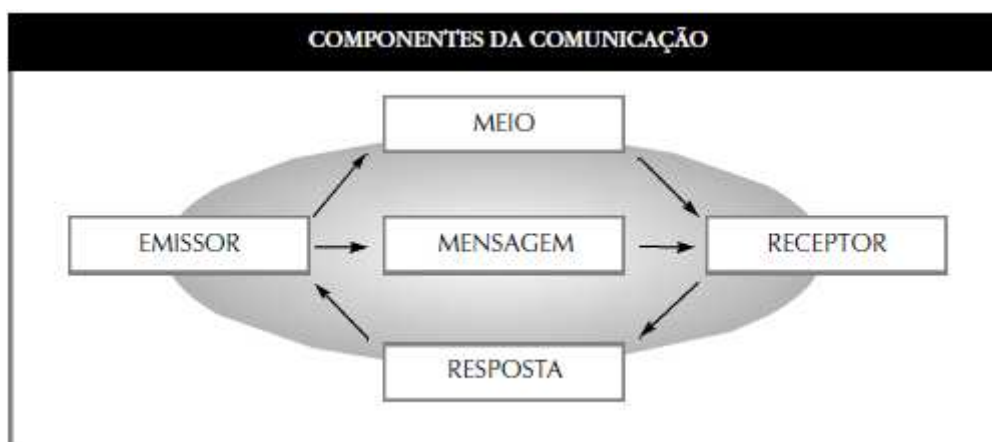 COMPONENTES DA COMUNICAÇÃO
MEIO
EMISSOR
MENSAGEM
RECEPTOR
RESPOSTA